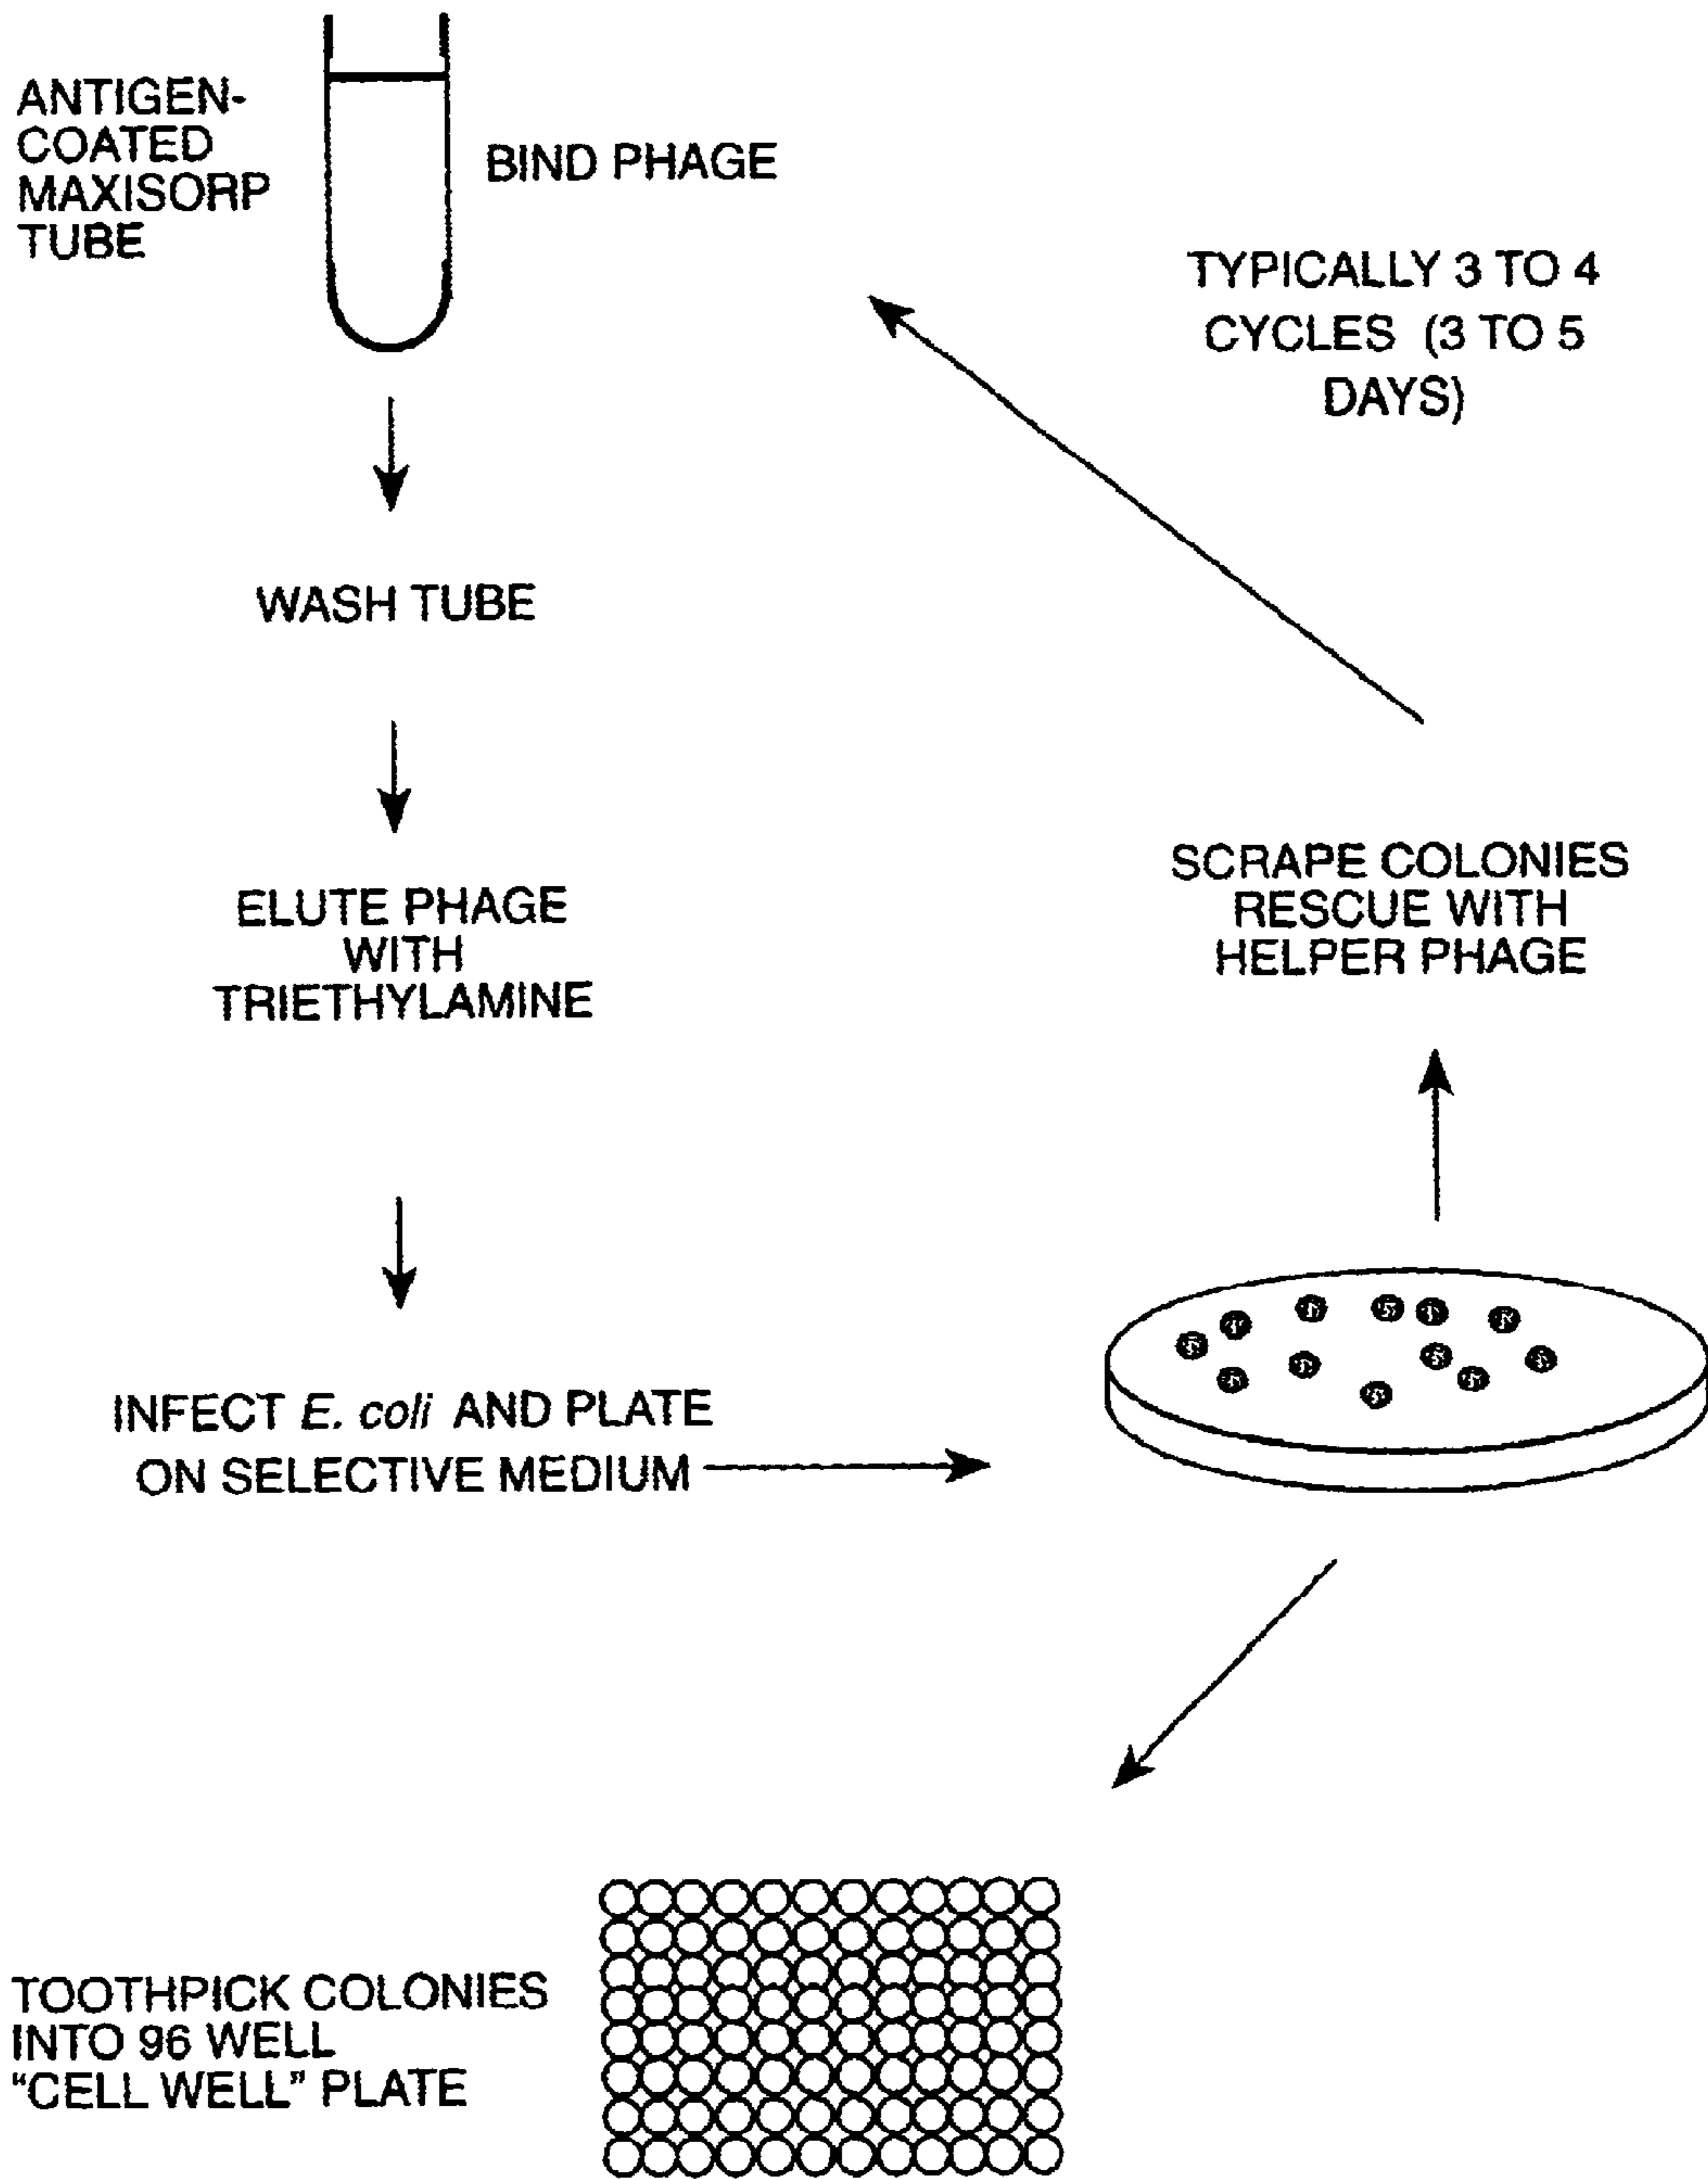 ANTIGEN-
COATED
MAXISORP
TUBE
BIND PHAGE
TYPICALLY 3 TO 4
CYCLES (3 TO 5
DAYS)
WASH TUBE
ELUTE PHAGE
WITH
TRIETHYLAMINE
SCRAPE COLONIES
RESCUE WITH
HELPER PHAGE
INFECT E. coli AND PLATE
ON SELECTIVE MEDIUM
TOOTHPICK COLONIES
INTO 96 WELL
"CELL WELL" PLATE